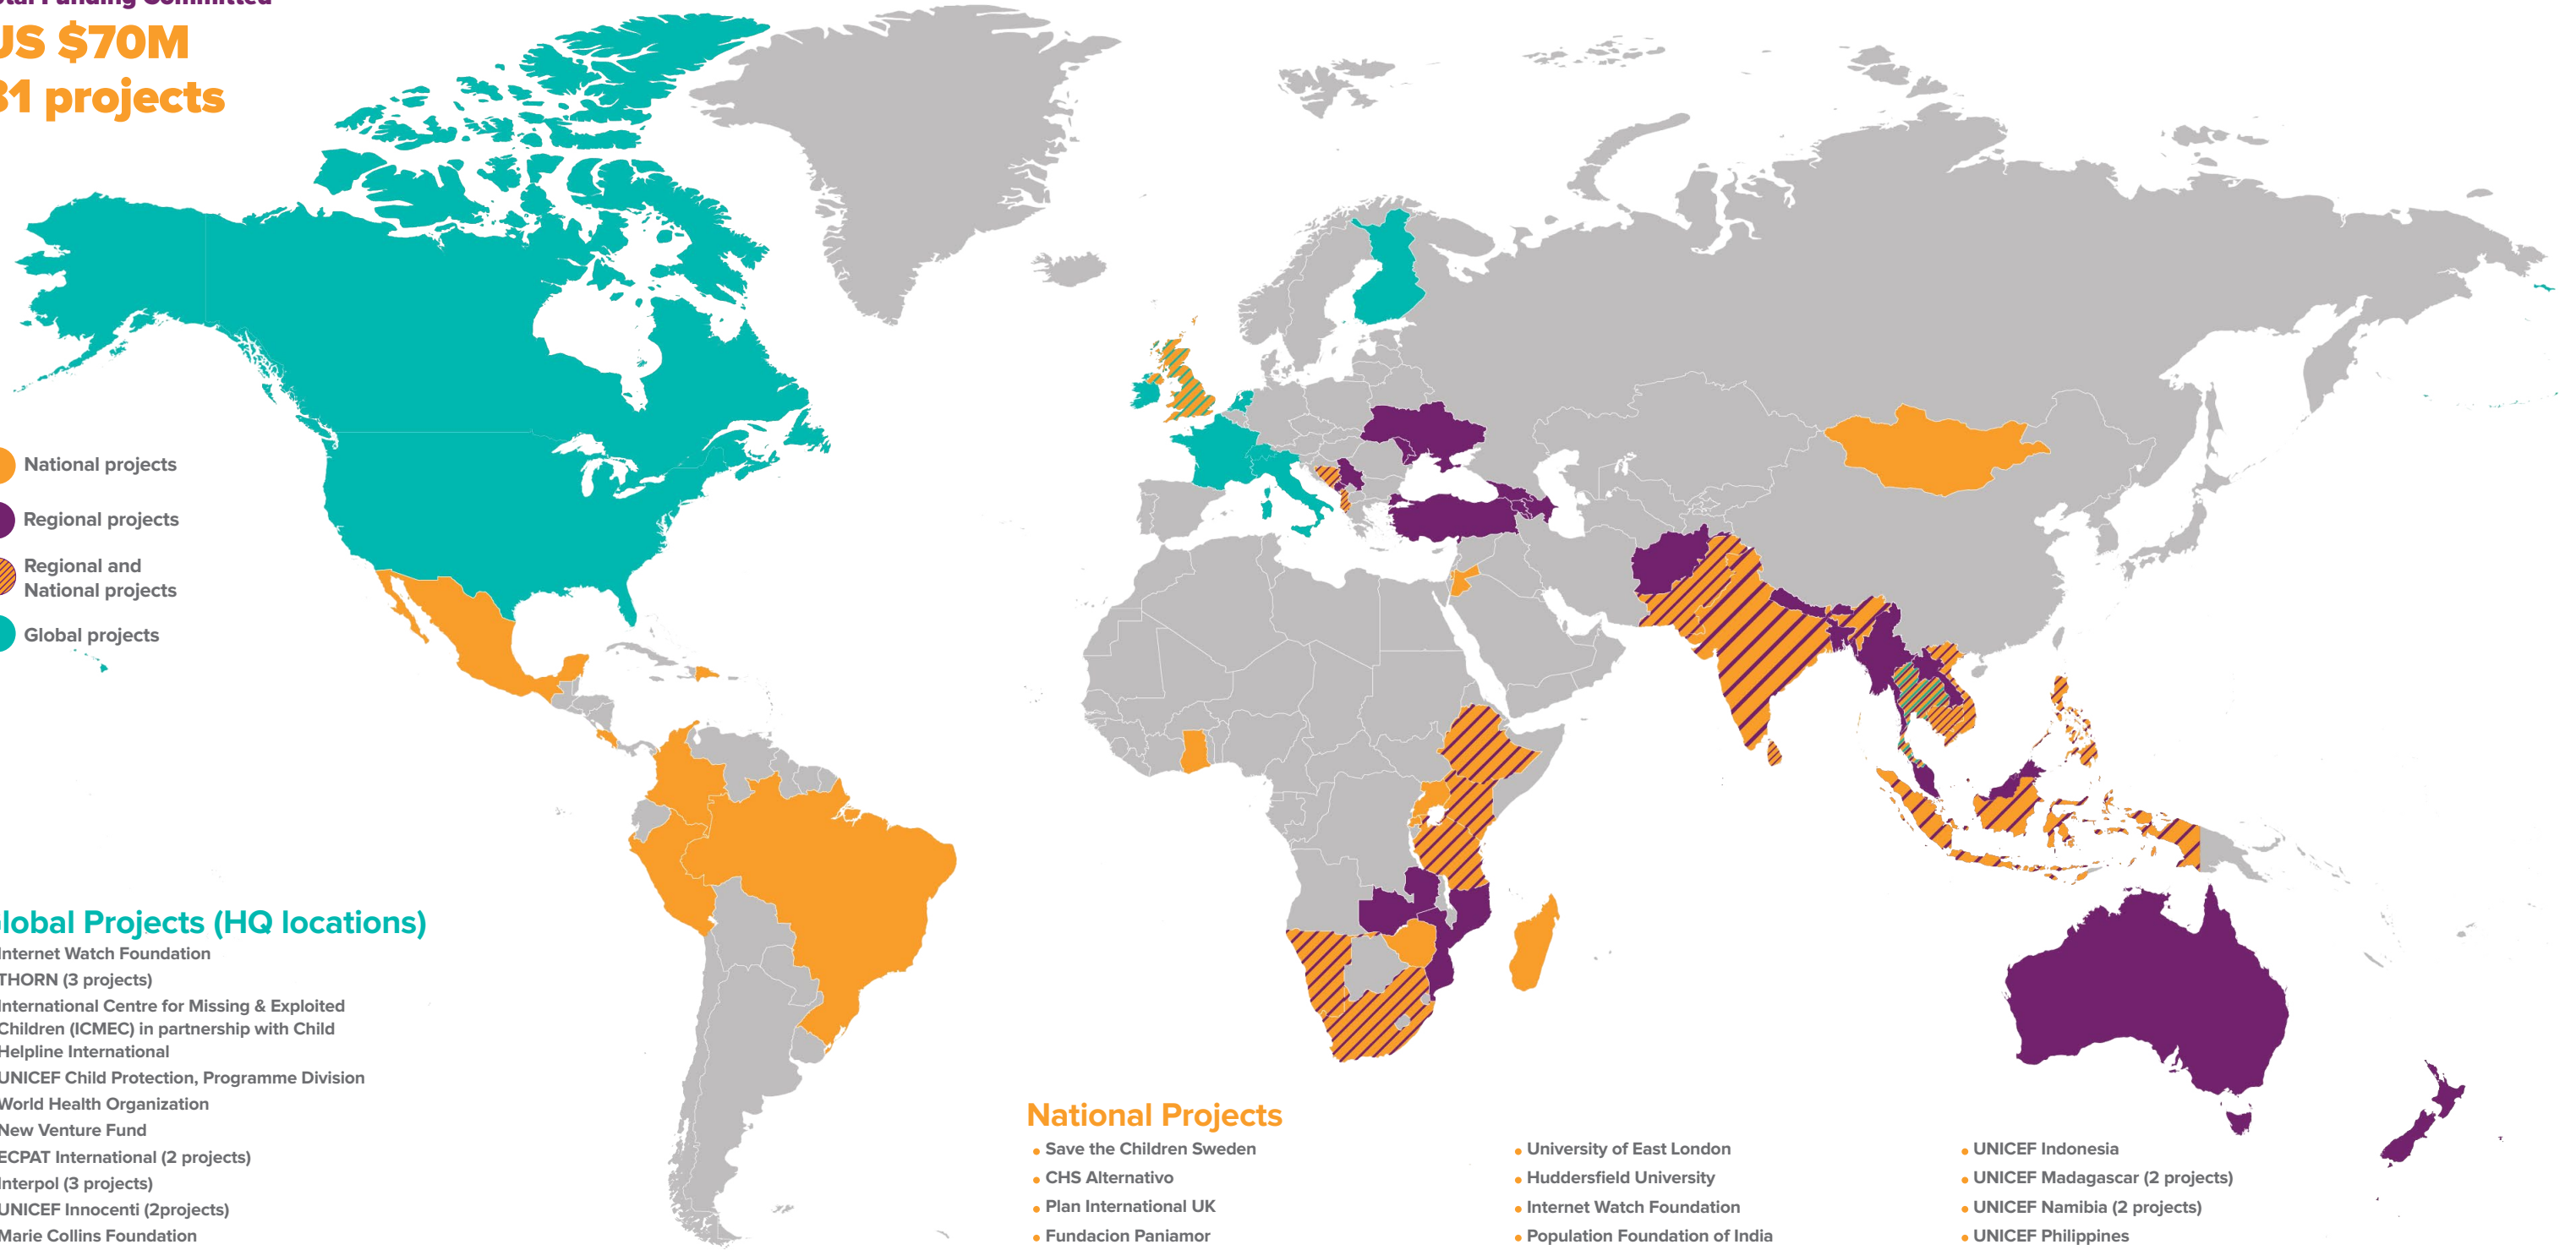 Total Funding Committed
US $70M
81 projects
National projects
Regional projects
Regional and
National projects
Global projects
Global Projects (HQ locations)
Internet Watch Foundation
THORN (3 projects)
International Centre for Missing & Exploited
Children (ICMEC) in partnership with Child
Helpline International
UNICEF Child Protection, Programme Division
World Health Organization
New Venture Fund
ECPAT International (2 projects)
Interpol (3 projects)
UNICEF Innocenti (2projects)
Marie Collins Foundation
National Projects
• Save the Children Sweden
• CHS Alternativo
• Plan International UK
• Fundacion Paniamor
• University of East London
• Huddersfield University
• Internet Watch Foundation
• Population Foundation of India
• UNICEF Indonesia
• UNICEF Madagascar (2 projects)
• UNICEF Namibia (2 projects)
• UNICEF Philippines